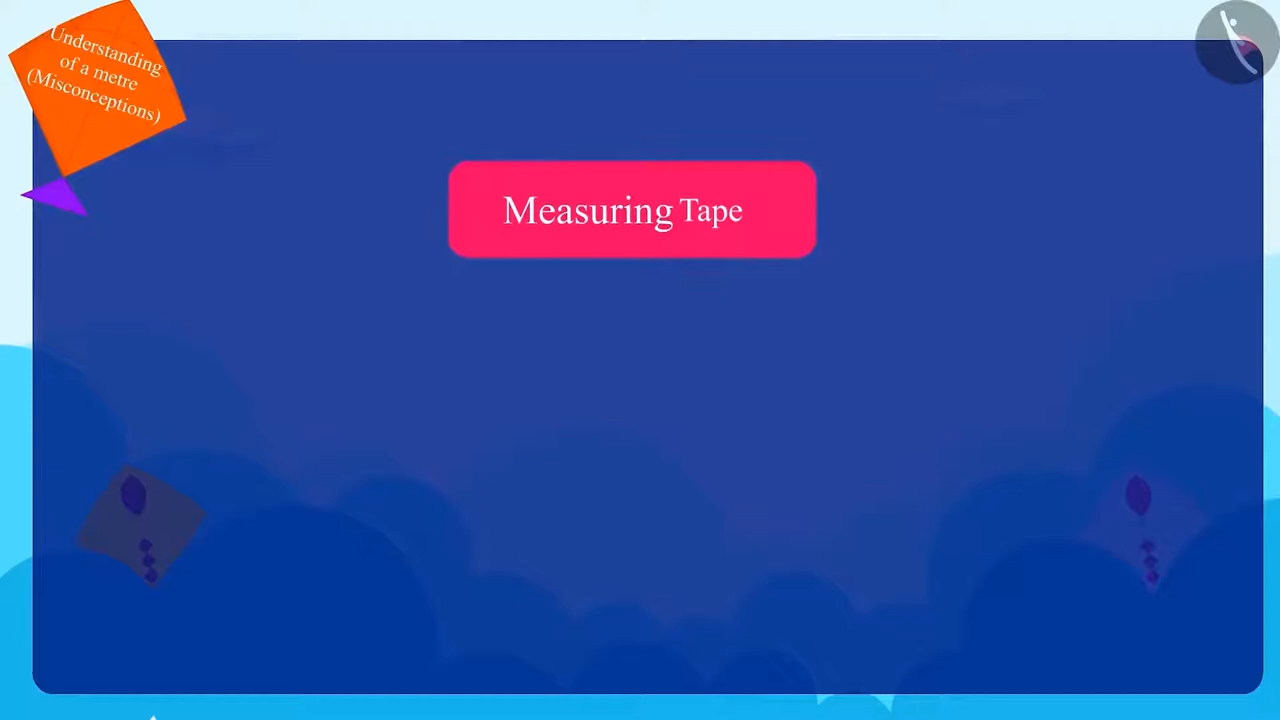 Understanding
of a metre
(Misconceptions)
Measuring Tape